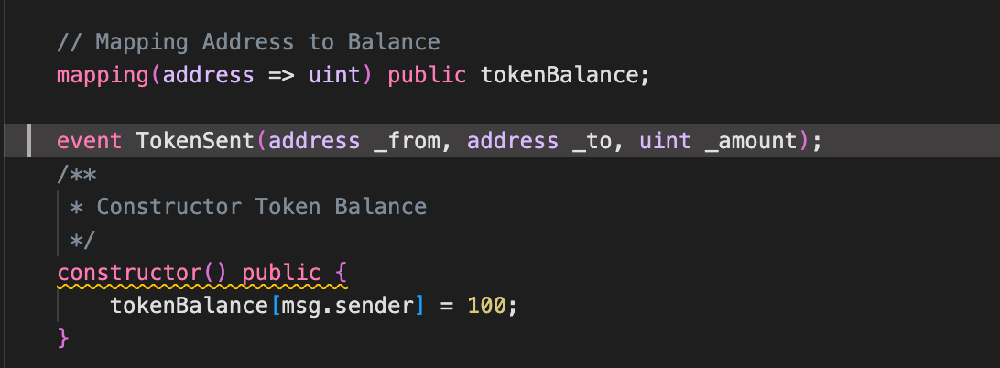 // Mapping Address to Balance
mapping(address => uint) public tokenBalance;
event TokenSent(address _from, address _to, uint _amount);
/**
* Constructor Token Balance
*/
constructor() public {
tokenBalance[msg.sender] = 100;
}